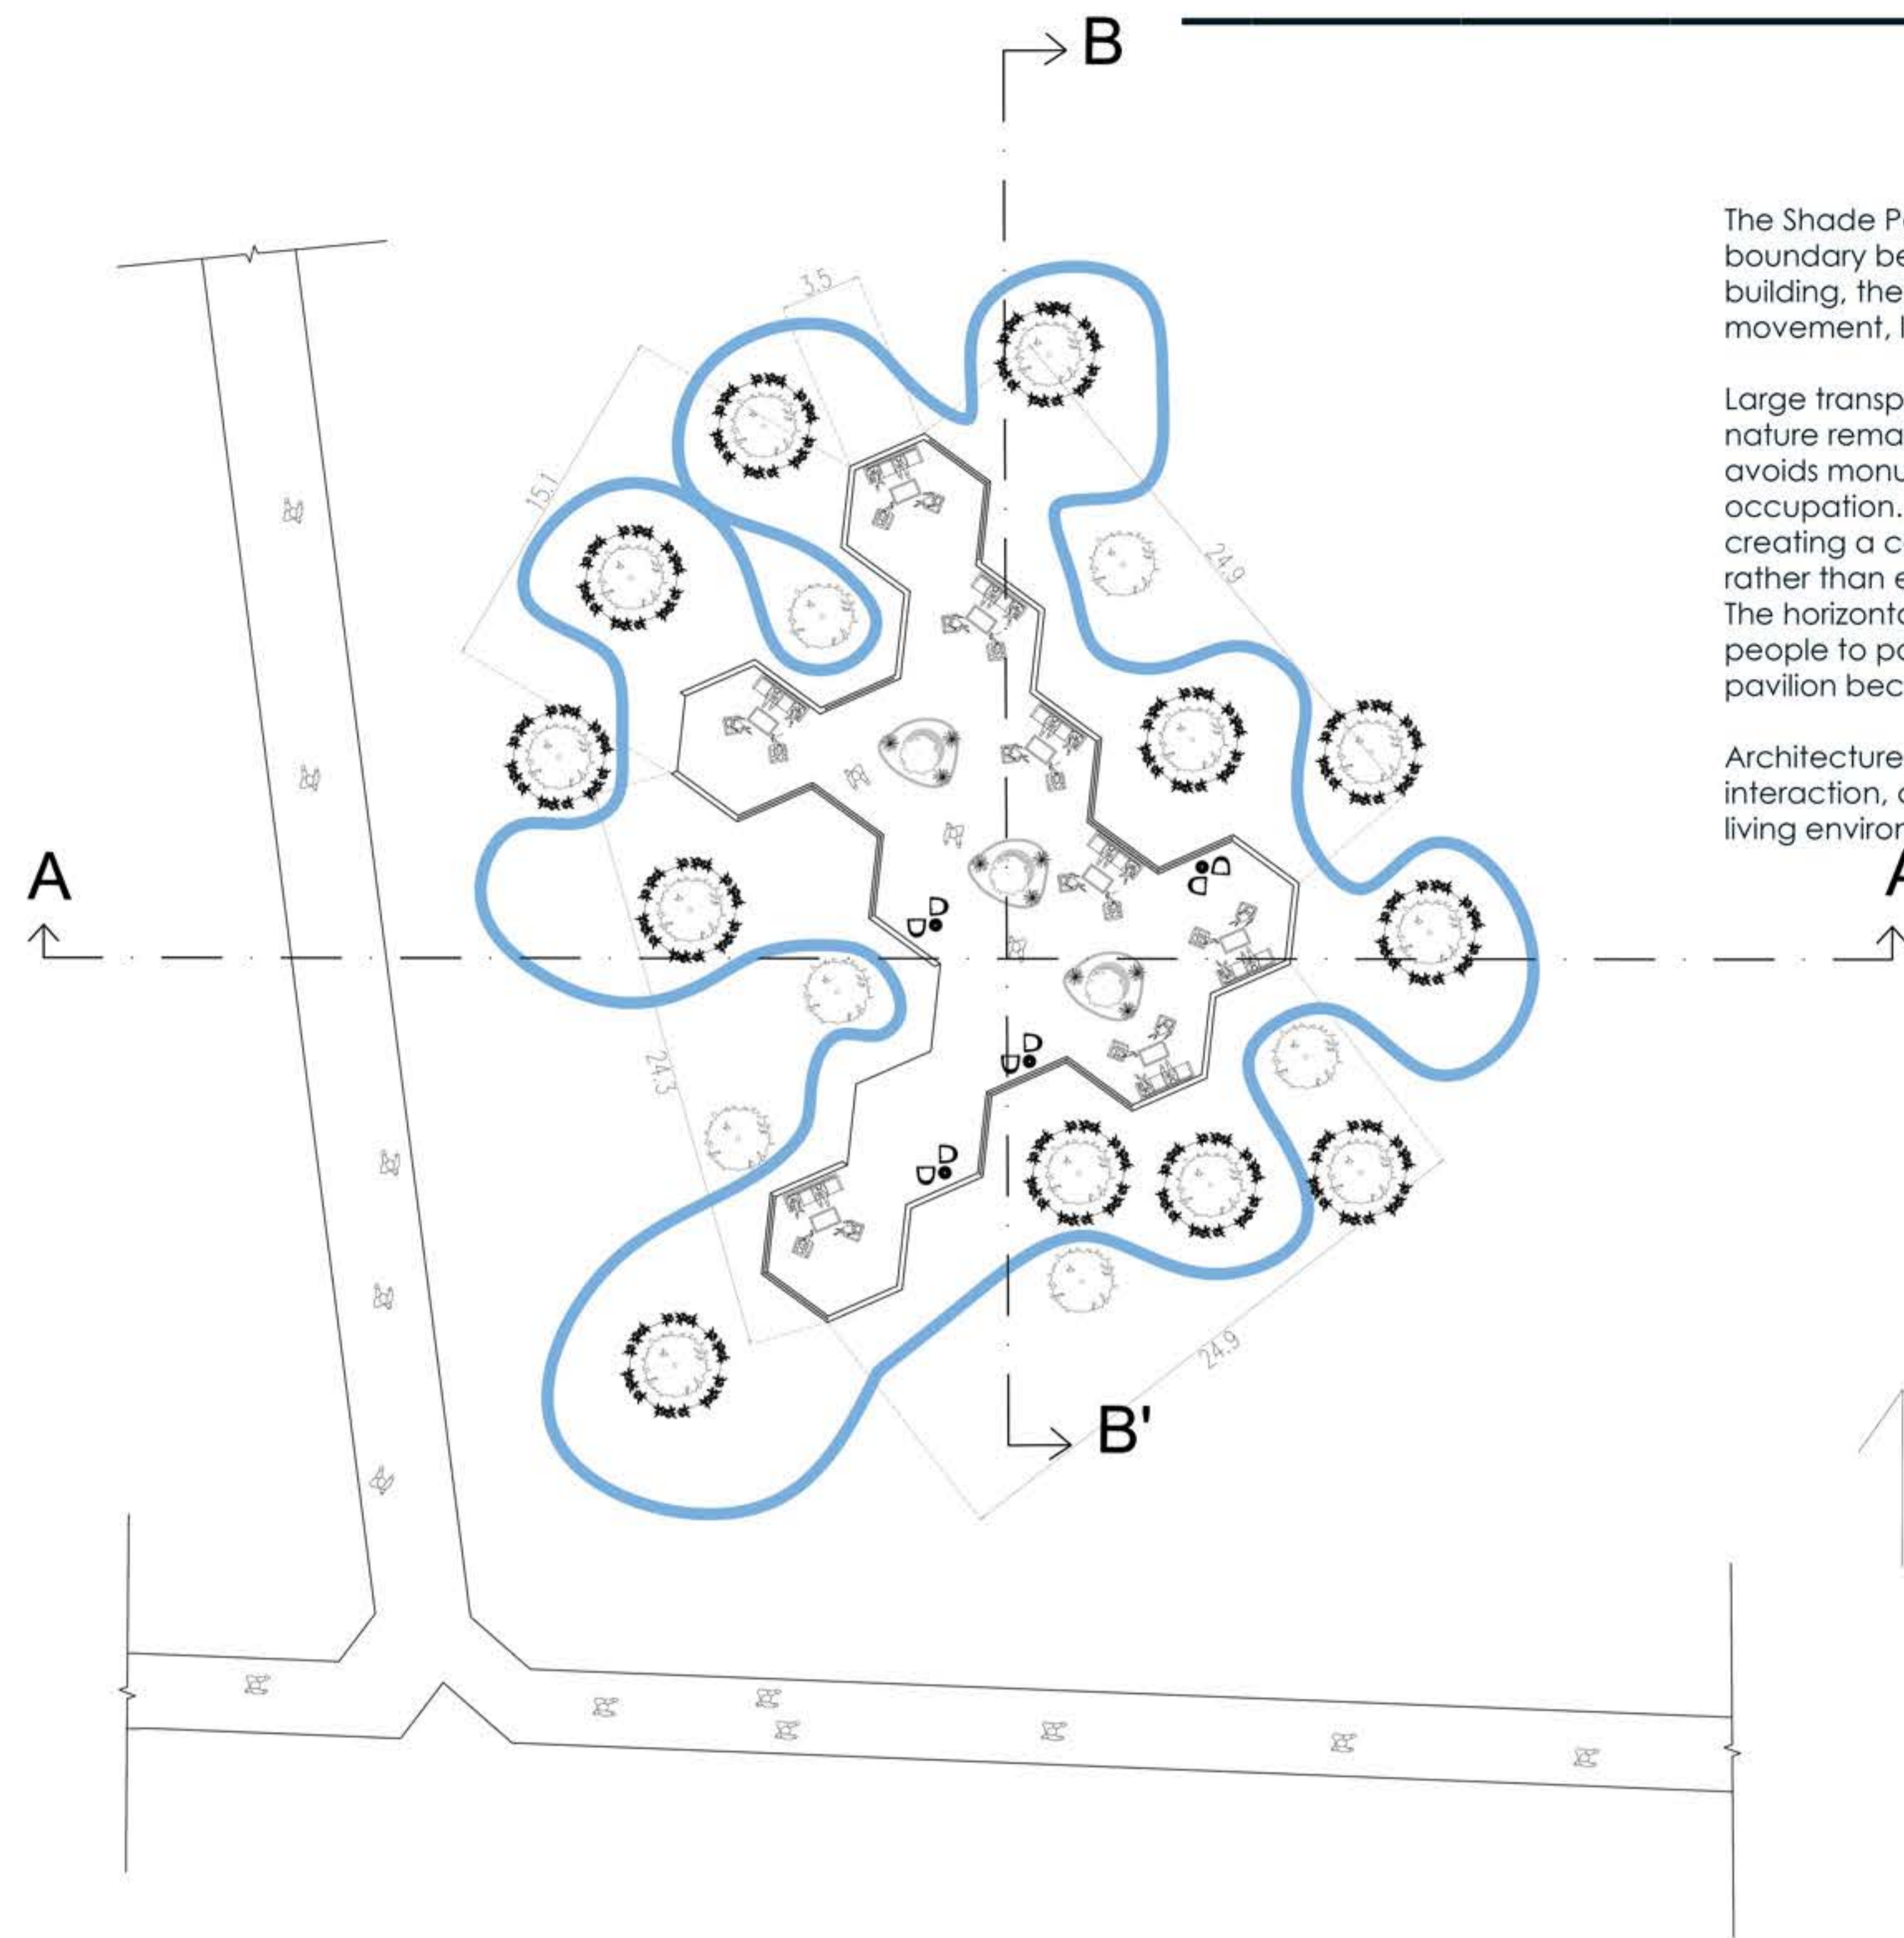 B
The Shade P
boundary be
building, the
movement, l
Large transp
nature rema
avoids monu
occupation.
creating a c
rather than e
The horizonta
people to pa
pavilion bec
Architecture
interaction,
living environ
3.5
15.1
24.9
A
A
24.3
24.9
B'